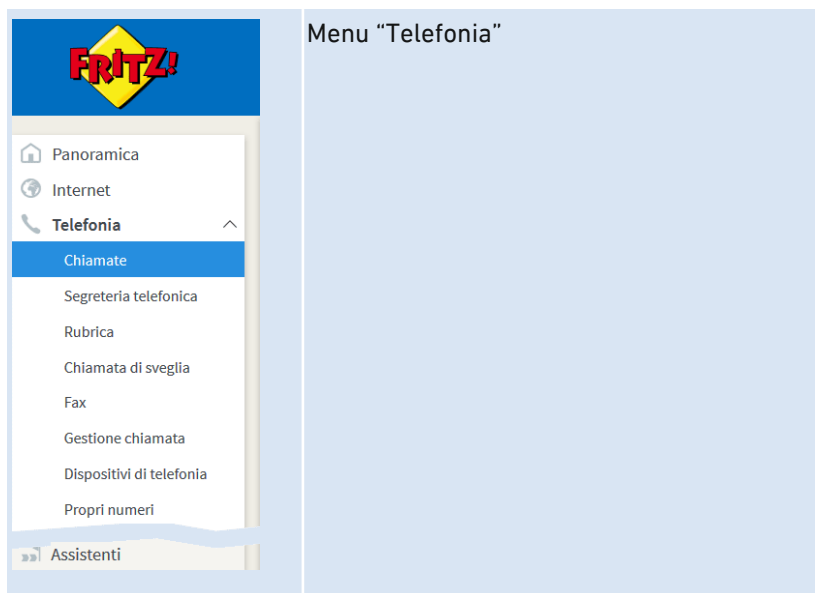 FRITZ!
Menu “Telefonia”
Panoramica
Internet
Telefonia
Chiamate
Segreteria telefonica
Rubrica
Chiamata di sveglia
Fax
Gestione chiamata
Dispositivi di telefonia
Propri numeri
Assistenti